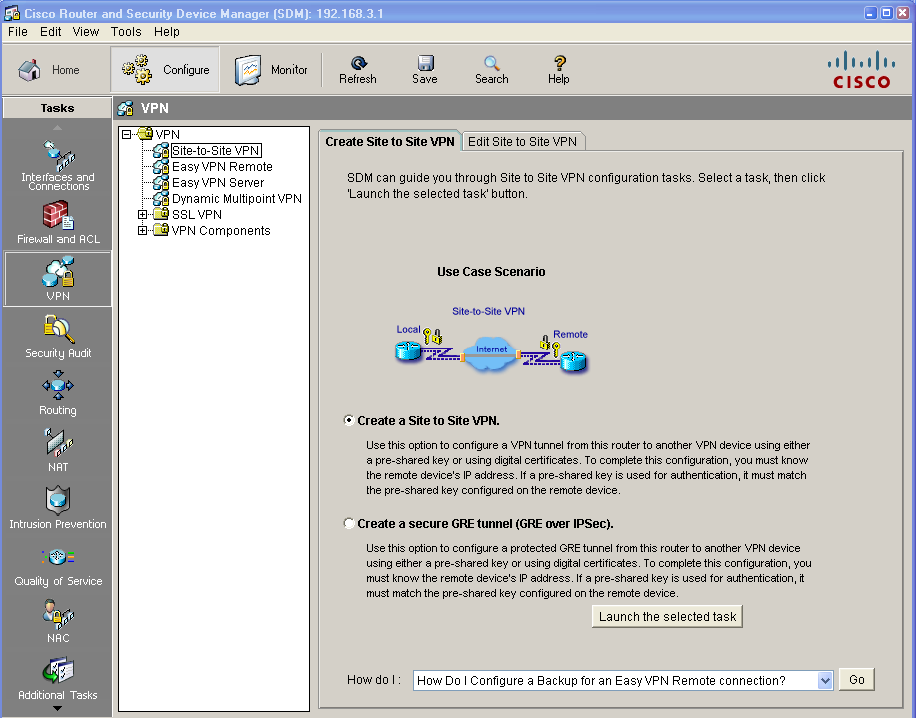 Cisco Router and Security Device Manager (SDM): 192.168.3.1
File Edit View Tools Help
Home
Configure
Monitor
Refresh
Save
Search
Help
CISCO
Tasks
VPN
Interfaces and
Connections
Firewall and ACL
VPN
Security Audit
Routing
NAT
Intrusion Prevention
Quality of Service
NAC
Additional Tasks
VPN
Site-to-Site VPN
Easy VPN Remote
Easy VPN Server
Dynamic Multipoint VPN
SSL VPN
VPN Components
Create Site to Site VPN
Edit Site to Site VPN
SDM can guide you through Site to Site VPN configuration tasks. Select a task, then click
'Launch the selected task' button.
Use Case Scenario
Site-to-Site VPN
Local
Remote
Internet
Create a Site to Site VPN.
Use this option to configure a VPN tunnel from this router to another VPN device using either
a pre-shared key or using digital certificates. To complete this configuration, you must know
the remote device's IP address. If a pre-shared key is used for authentication, it must match
the pre-shared key configured on the remote device.
Create a secure GRE tunnel (GRE over IPSec).
Use this option to configure a protected GRE tunnel from this router to another VPN device
using either a pre-shared key or using digital certificates. To complete this configuration, you
must know the remote device's IP address. If a pre-shared key is used for authentication, it
must match the pre-shared key configured on the remote device.
Launch the selected task
How do I :
How Do I Configure a Backup for an Easy VPN Remote connection?
Go